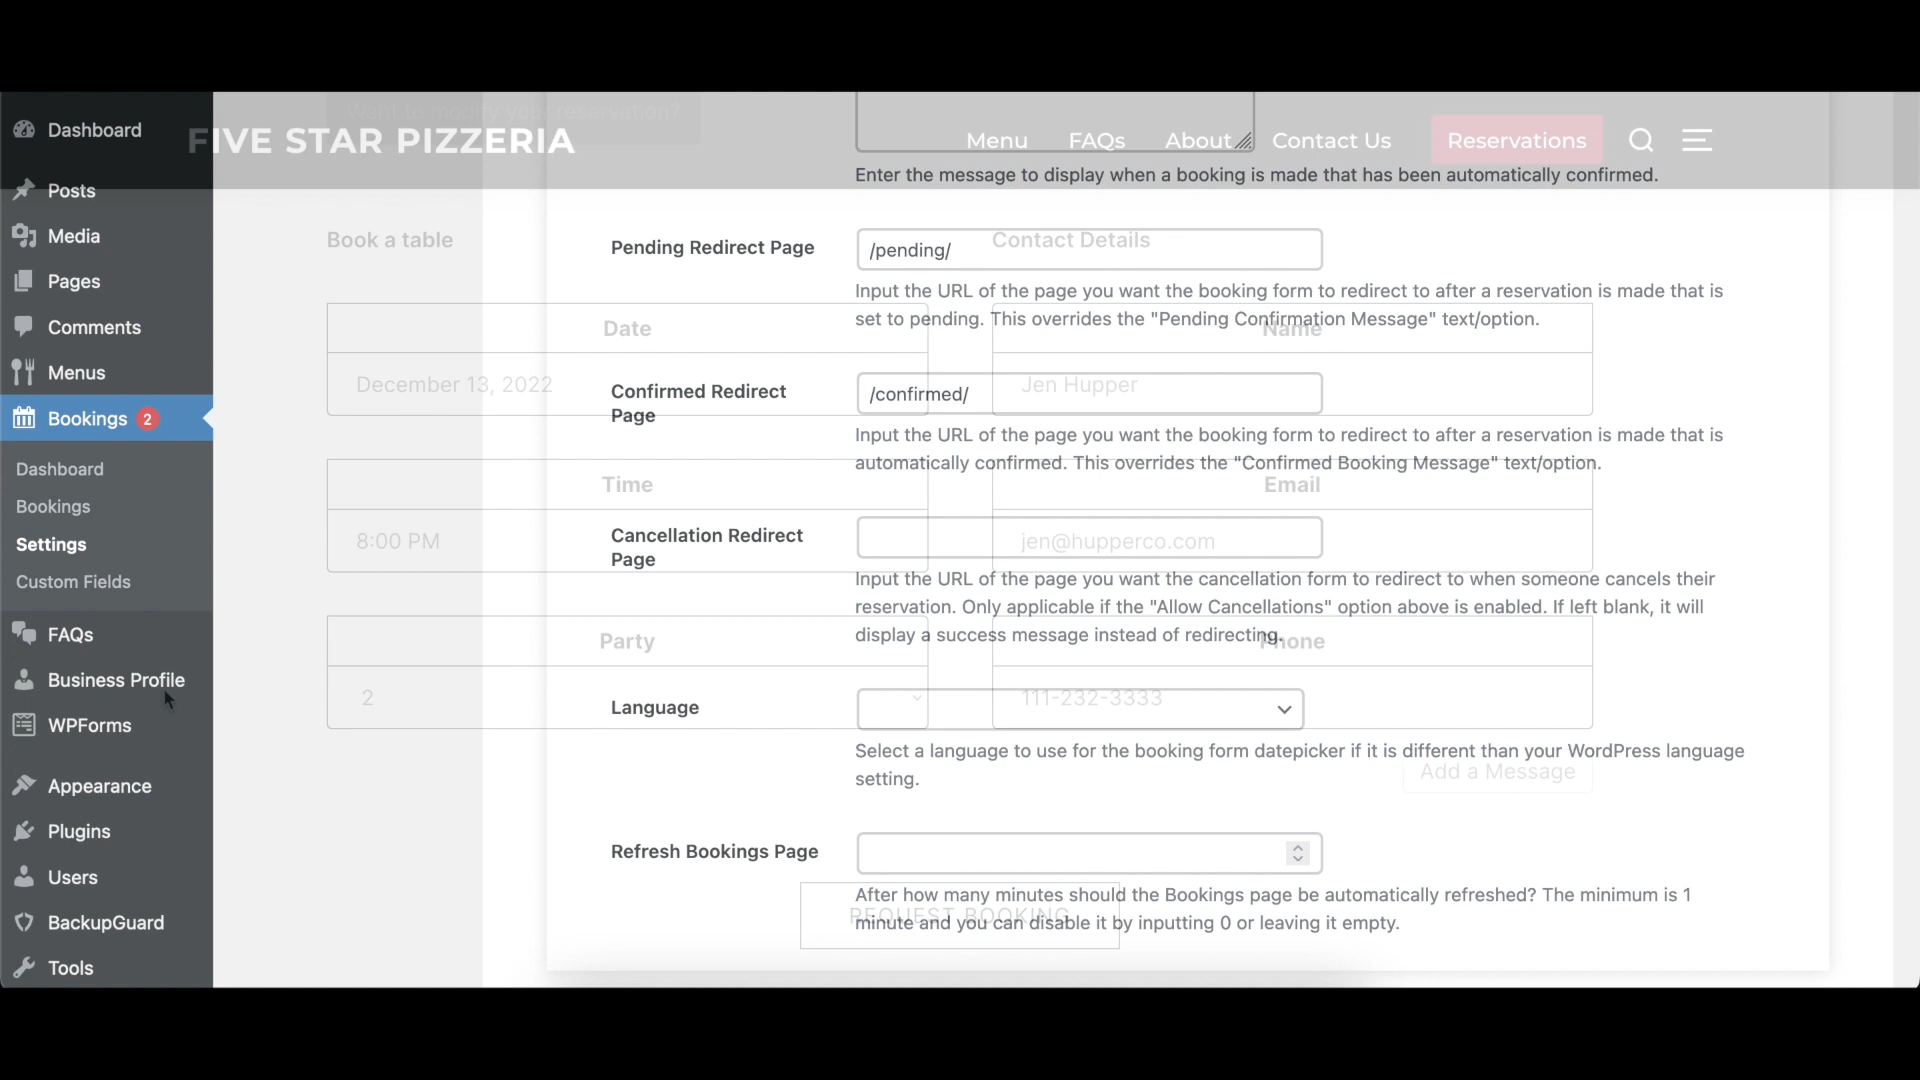 Dashboard
Posts
Media
Pages
Comments
Menus
Bookings 2
Dashboard
Bookings
Settings
Custom Fields
FAQs
Business Profile
WPForms
Appearance
Plugins
Users
BackupGuard
Tools
Want to modify your reservation?
FIVE STAR PIZZERIA
Menu FAQs About Contact Us Reservations
Enter the message to display when a booking is made that has been automatically confirmed.
Pending Redirect Page
/pending/
Input the URL of the page you want the booking form to redirect to after a reservation is made that is
set to pending. This overrides the "Pending Confirmation Message" text/option.
Confirmed Redirect
Page
/confirmed/
Input the URL of the page you want the booking form to redirect to after a reservation is made that is
automatically confirmed. This overrides the "Confirmed Booking Message" text/option.
Cancellation Redirect
Page
Input the URL of the page you want the cancellation form to redirect to when someone cancels their
reservation. Only applicable if the "Allow Cancellations" option above is enabled. If left blank, it will
display a success message instead of redirecting.
Language
Select a language to use for the booking form datepicker if it is different than your WordPress language
setting.
Refresh Bookings Page
After how many minutes should the Bookings page be automatically refreshed? The minimum is 1
minute and you can disable it by inputting 0 or leaving it empty.
Book a table
Date
December 13, 2022
Time
8:00 PM
Party
2
Contact Details
Name
Jen Hupper
Email
jen@hupperco.com
Phone
111-232-3333
Add a Message
REQUEST BOOKING